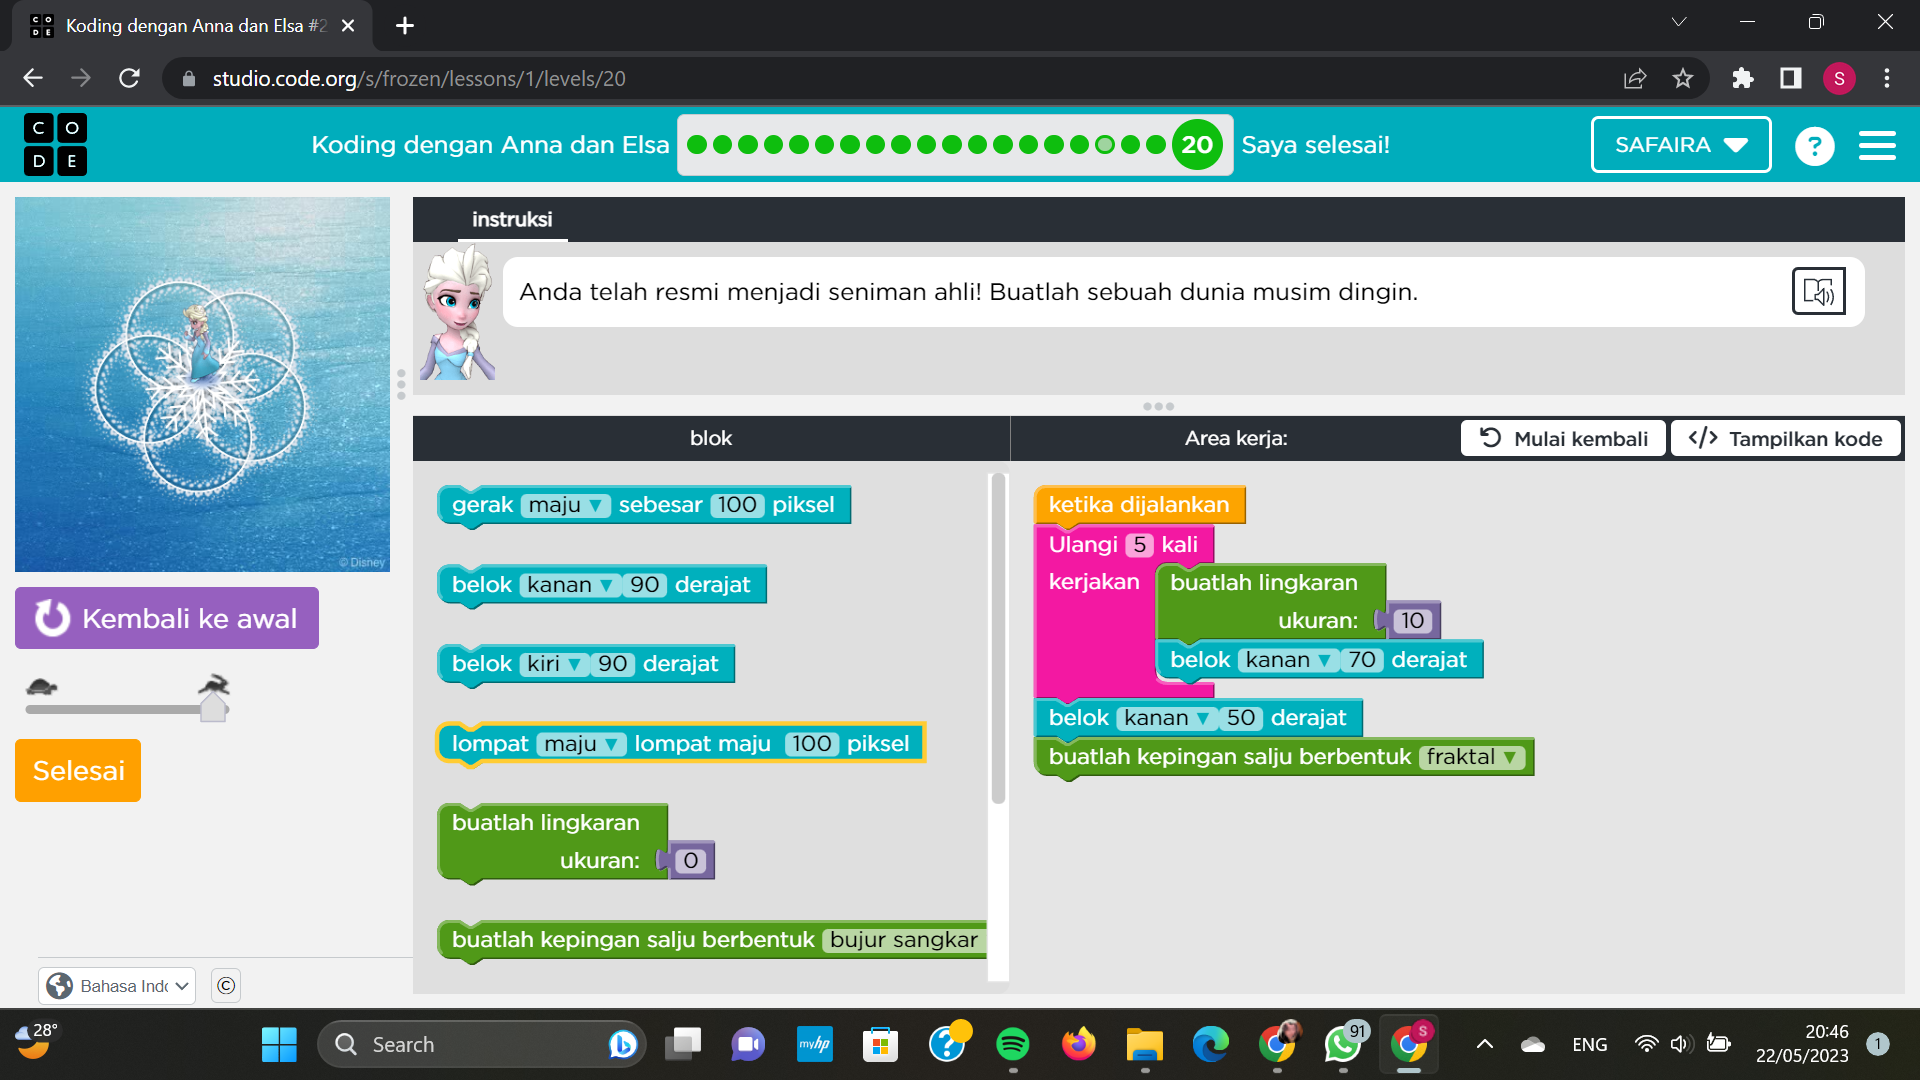 Koding dengan Anna dan Elsa #2
studio.code.org/s/frozen/lessons/1/levels/20
S
C O D E
Koding dengan Anna dan Elsa
20
Saya selesai!
SAFAIRA
?
instruksi
Anda telah resmi menjadi seniman ahli! Buatlah sebuah dunia musim dingin.
© Disney
Kembali ke awal
Selesai
blok
Area kerja:
Mulai kembali
</> Tampilkan kode
gerak maju sebesar 100 piksel
belok kanan 90 derajat
belok kiri 90 derajat
lompat maju lompat maju 100 piksel
buatlah lingkaran
ukuran: 0
buatlah kepingan salju berbentuk bujur sangkar
ketika dijalankan
Ulangi 5 kali
kerjakan
buatlah lingkaran
ukuran: 10
belok kanan 70 derajat
belok kanan 50 derajat
buatlah kepingan salju berbentuk fraktal
Bahasa Indo
©
28°
Search
myhp
?
91
S
ENG
20:46
22/05/2023
1